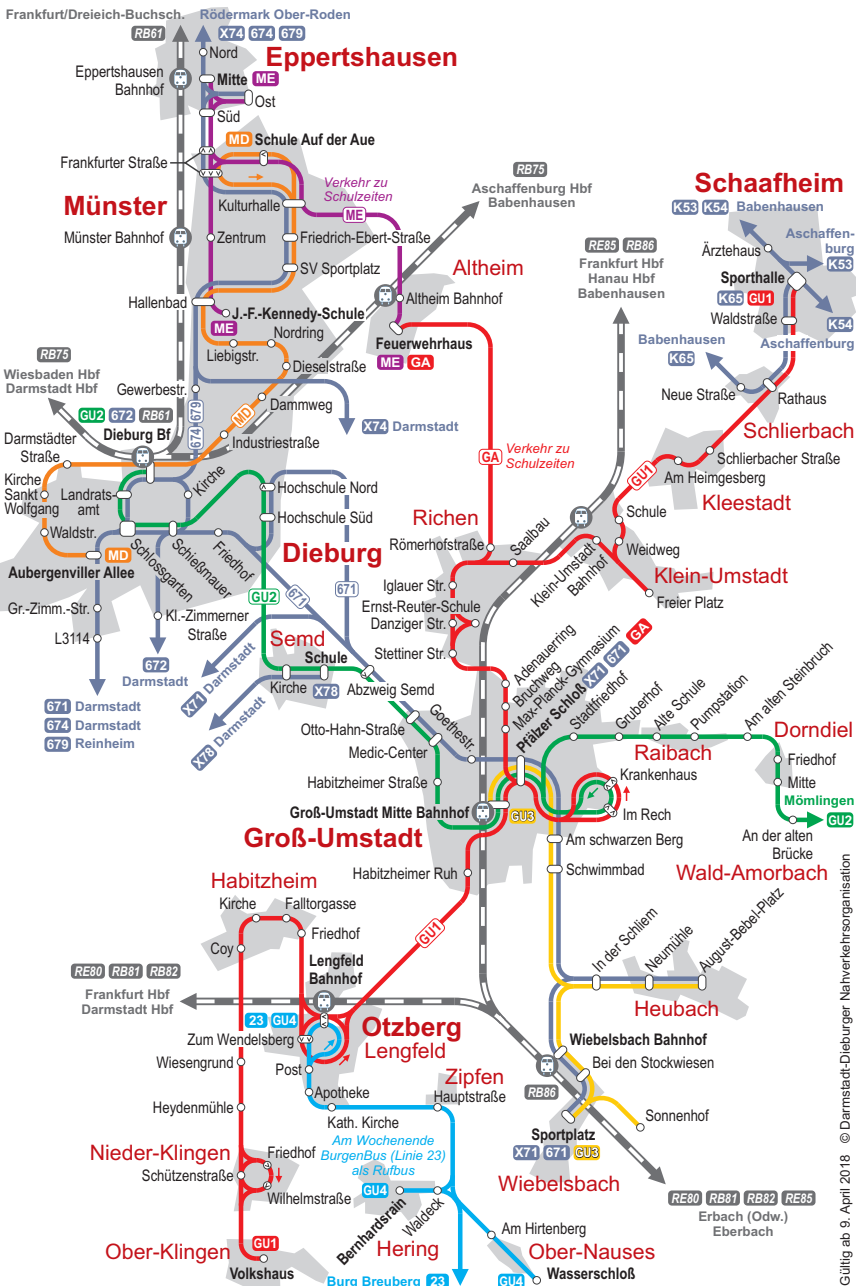 Frankfurt/Dreieich-Buchsch.
RB61
Rödermark Ober-Roden
X74 674 679
Nord
Eppertshausen
Eppertshausen
Bahnhof
Mitte ME
Ost
Süd
MD Schule Auf der Aue
Frankfurter Straße
Verkehr zu
Schulzeiten
RB75
Aschaffenburg Hbf
Babenhausen
Münster
Kulturhalle
ME
Münster Bahnhof
Zentrum
Friedrich-Ebert-Straße
SV Sportplatz
Altheim
Hallenbad
J.-F.-Kennedy-Schule
ME
Altheim Bahnhof
Feuerwehrhaus
ME GA
Nordring
Liebigstr.
Dieselstraße
Schaafheim
K53 K54 Babenhausen
Ärztehaus
Aschaffen-
burg
K53
Sporthalle
K65 GU1
Waldstraße
K54
Aschaffenburg
Babenhausen
K65
Neue Straße
Rathaus
RE85 RB86
Frankfurt Hbf
Hanau Hbf
Babenhausen
Schlierbach
Schlierbacher Straße
Am Heingesberg
GU1
Kleestadt
RB75
Wiesbaden Hbf
Darmstadt Hbf
Gewerbestr.
GU2 672 RB61
Dieburg Bf
674 679
MD
Dammweg
X74 Darmstadt
Industriestraße
Darmstädter
Straße
Kirche
Sankt
Wolfgang
Landrats-
amt
Kirche
Waldstr.
MD
Aubergenviller Allee
Schlossgarten
Schießmauer
Friedhof
Hochschule Nord
Hochschule Süd
Dieburg
GU2
671
671
Gr.-Zimm.-Str.
L3114
Kl.-Zimmerner
Straße
672
Darmstadt
671 Darmstadt
674 Darmstadt
679 Reinheim
X71 Darmstadt
X78 Darmstadt
Semd
Schule
Kirche X78
Abzweig Semd
GA
Verkehr zu
Schulzeiten
Richen
Römerhofstraße
Saalbau
Schule
Weidweg
Klein-Umstadt
Bahnhof
Klein-Umstadt
Freier Platz
Iglauer Str.
Ernst-Reuter-Schule
Danziger Str.
Stettiner Str.
Adenauerring
Bruchweg
Max-Planck-Gymnasium
Pfälzer Schloß X71 671 GA
Otto-Hahn-Straße
Goethestr.
Medic-Center
Habitzheimer Straße
Groß-Umstadt Mitte Bahnhof
GU3
Groß-Umstadt
Stadtfriedhof
Gruberhof
Alte Schule
Pumpstation
Am alten Steinbruch
Raibach
Dorndiel
Friedhof
Mitte
Mömlingen
GU2
An der alten
Brücke
Krankenhaus
Im Rech
Am schwarzen Berg
Schwimmbad
Wald-Amorbach
Habitzheimer Ruh
GU1
Habitzheim
Kirche
Falltorgasse
Friedhof
Coy
RE80 RB81 RB82
Frankfurt Hbf
Darmstadt Hbf
Lengfeld
Bahnhof
23 GU4
Otzberg
Lengfeld
Zum Wendelsberg
Wiesengrund
Post
Apotheke
Heydenmühle
Kath. Kirche
Zipfen
Hauptstraße
In der Schliem
Neumühle
August-Bebel-Platz
Heubach
Wiebelsbach Bahnhof
Bei den Stockwiesen
RB86
Sonnenhof
Sportplatz
X71 671 GU3
Wiebelsbach
Am Wochenende
BurgenBus (Linie 23)
als Rufbus
Nieder-Klingen
Friedhof
Schützenstraße
Wilhelmstraße
GU4
Bernhardsrain
Waldeck
Hering
Am Hirtenberg
Ober-Nauses
GU4 Wasserschloß
Burg Breuberg 23
Ober-Klingen
GU1
Volkshaus
RE80 RB81 RB82 RE85
Erbach (Odw.)
Eberbach
Gültig ab 9. April 2018 © Darmstadt-Dieburger Nahverkehrsorganisation